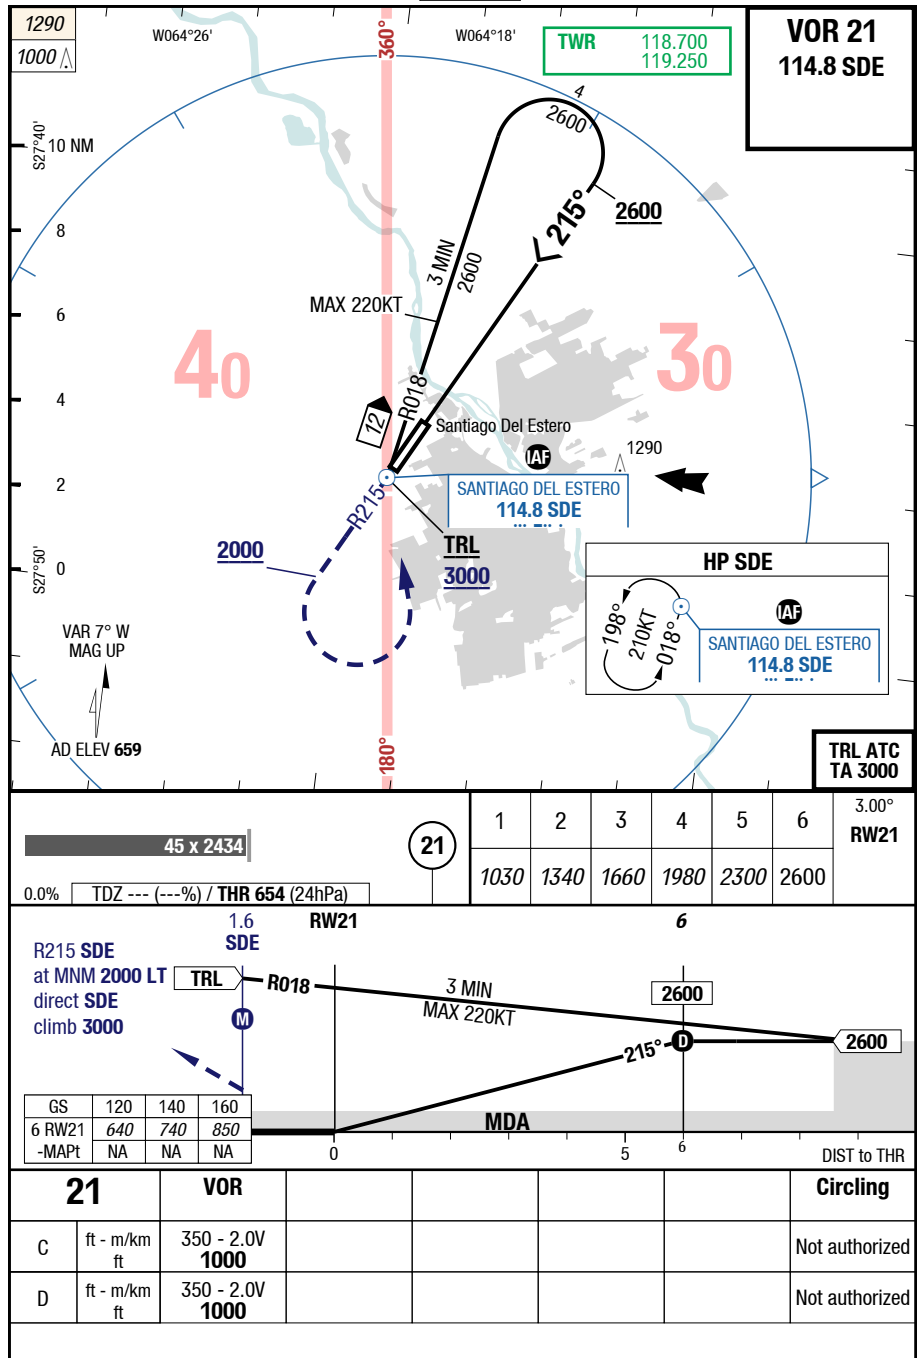 1290
1000
W064°26'
360°
W064°18'
TWR 118.700
119.250
VOR 21
114.8 SDE
S27°40'
10 NM
8
6
4
2
0
S27°50'
4
2600
2600
215°
3 MIN
2600
MAX 220KT
40
30
R018
12
Santiago Del Estero
IAF
1290
SANTIAGO DEL ESTERO
114.8 SDE
R215
TRL
3000
2000
HP SDE
198°
210KT
018°
IAF
SANTIAGO DEL ESTERO
114.8 SDE
VAR 7° W
MAG UP
AD ELEV 659
180°
TRL ATC
TA 3000
45 x 2434
21
1 2 3 4 5 6
3.00°
RW21
1030 1340 1660 1980 2300 2600
0.0% TDZ --- (---%) / THR 654 (24hPa)
1.6
SDE
RW21
6
R215 SDE
at MNM 2000 LT
direct SDE
climb 3000
TRL
R018
3 MIN
MAX 220KT
2600
M
215°
D
2600
MDA
GS 120 140 160
6 RW21 640 740 850
-MAPt NA NA NA
0 5 6 DIST to THR
21 VOR Circling
C ft - m/km 350 - 2.0V Not authorized
ft 1000
D ft - m/km 350 - 2.0V Not authorized
ft 1000